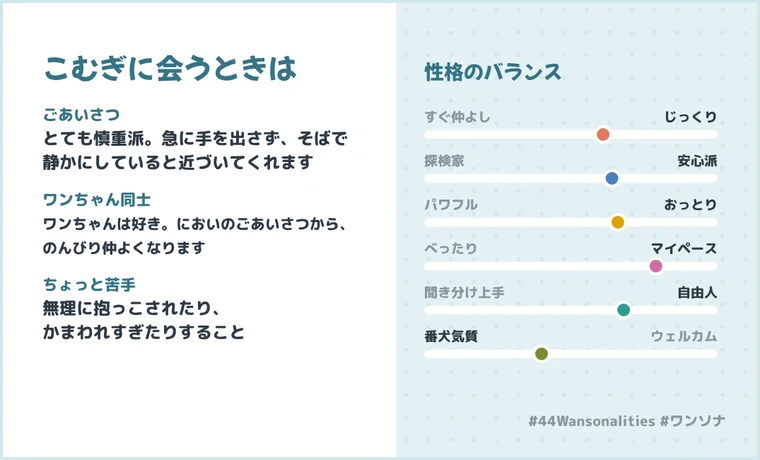 こむぎに会うときは
ごあいさつ
とても慎重派。急に手を出さず、そばで
静かにしていると近づいてくれます
ワンちゃん同士
ワンちゃんは好き。においのごあいさつから、
のんびり仲よくなります
ちょっと苦手
無理に抱っこされたり、
かまわれすぎたりすること
性格のバランス
すぐ仲よし じっくり
探検家 安心派
パワフル おっとり
べったり マイペース
聞き分け上手 自由人
番犬気質 ウェルカム
#44Wansonalities #ワンソナ